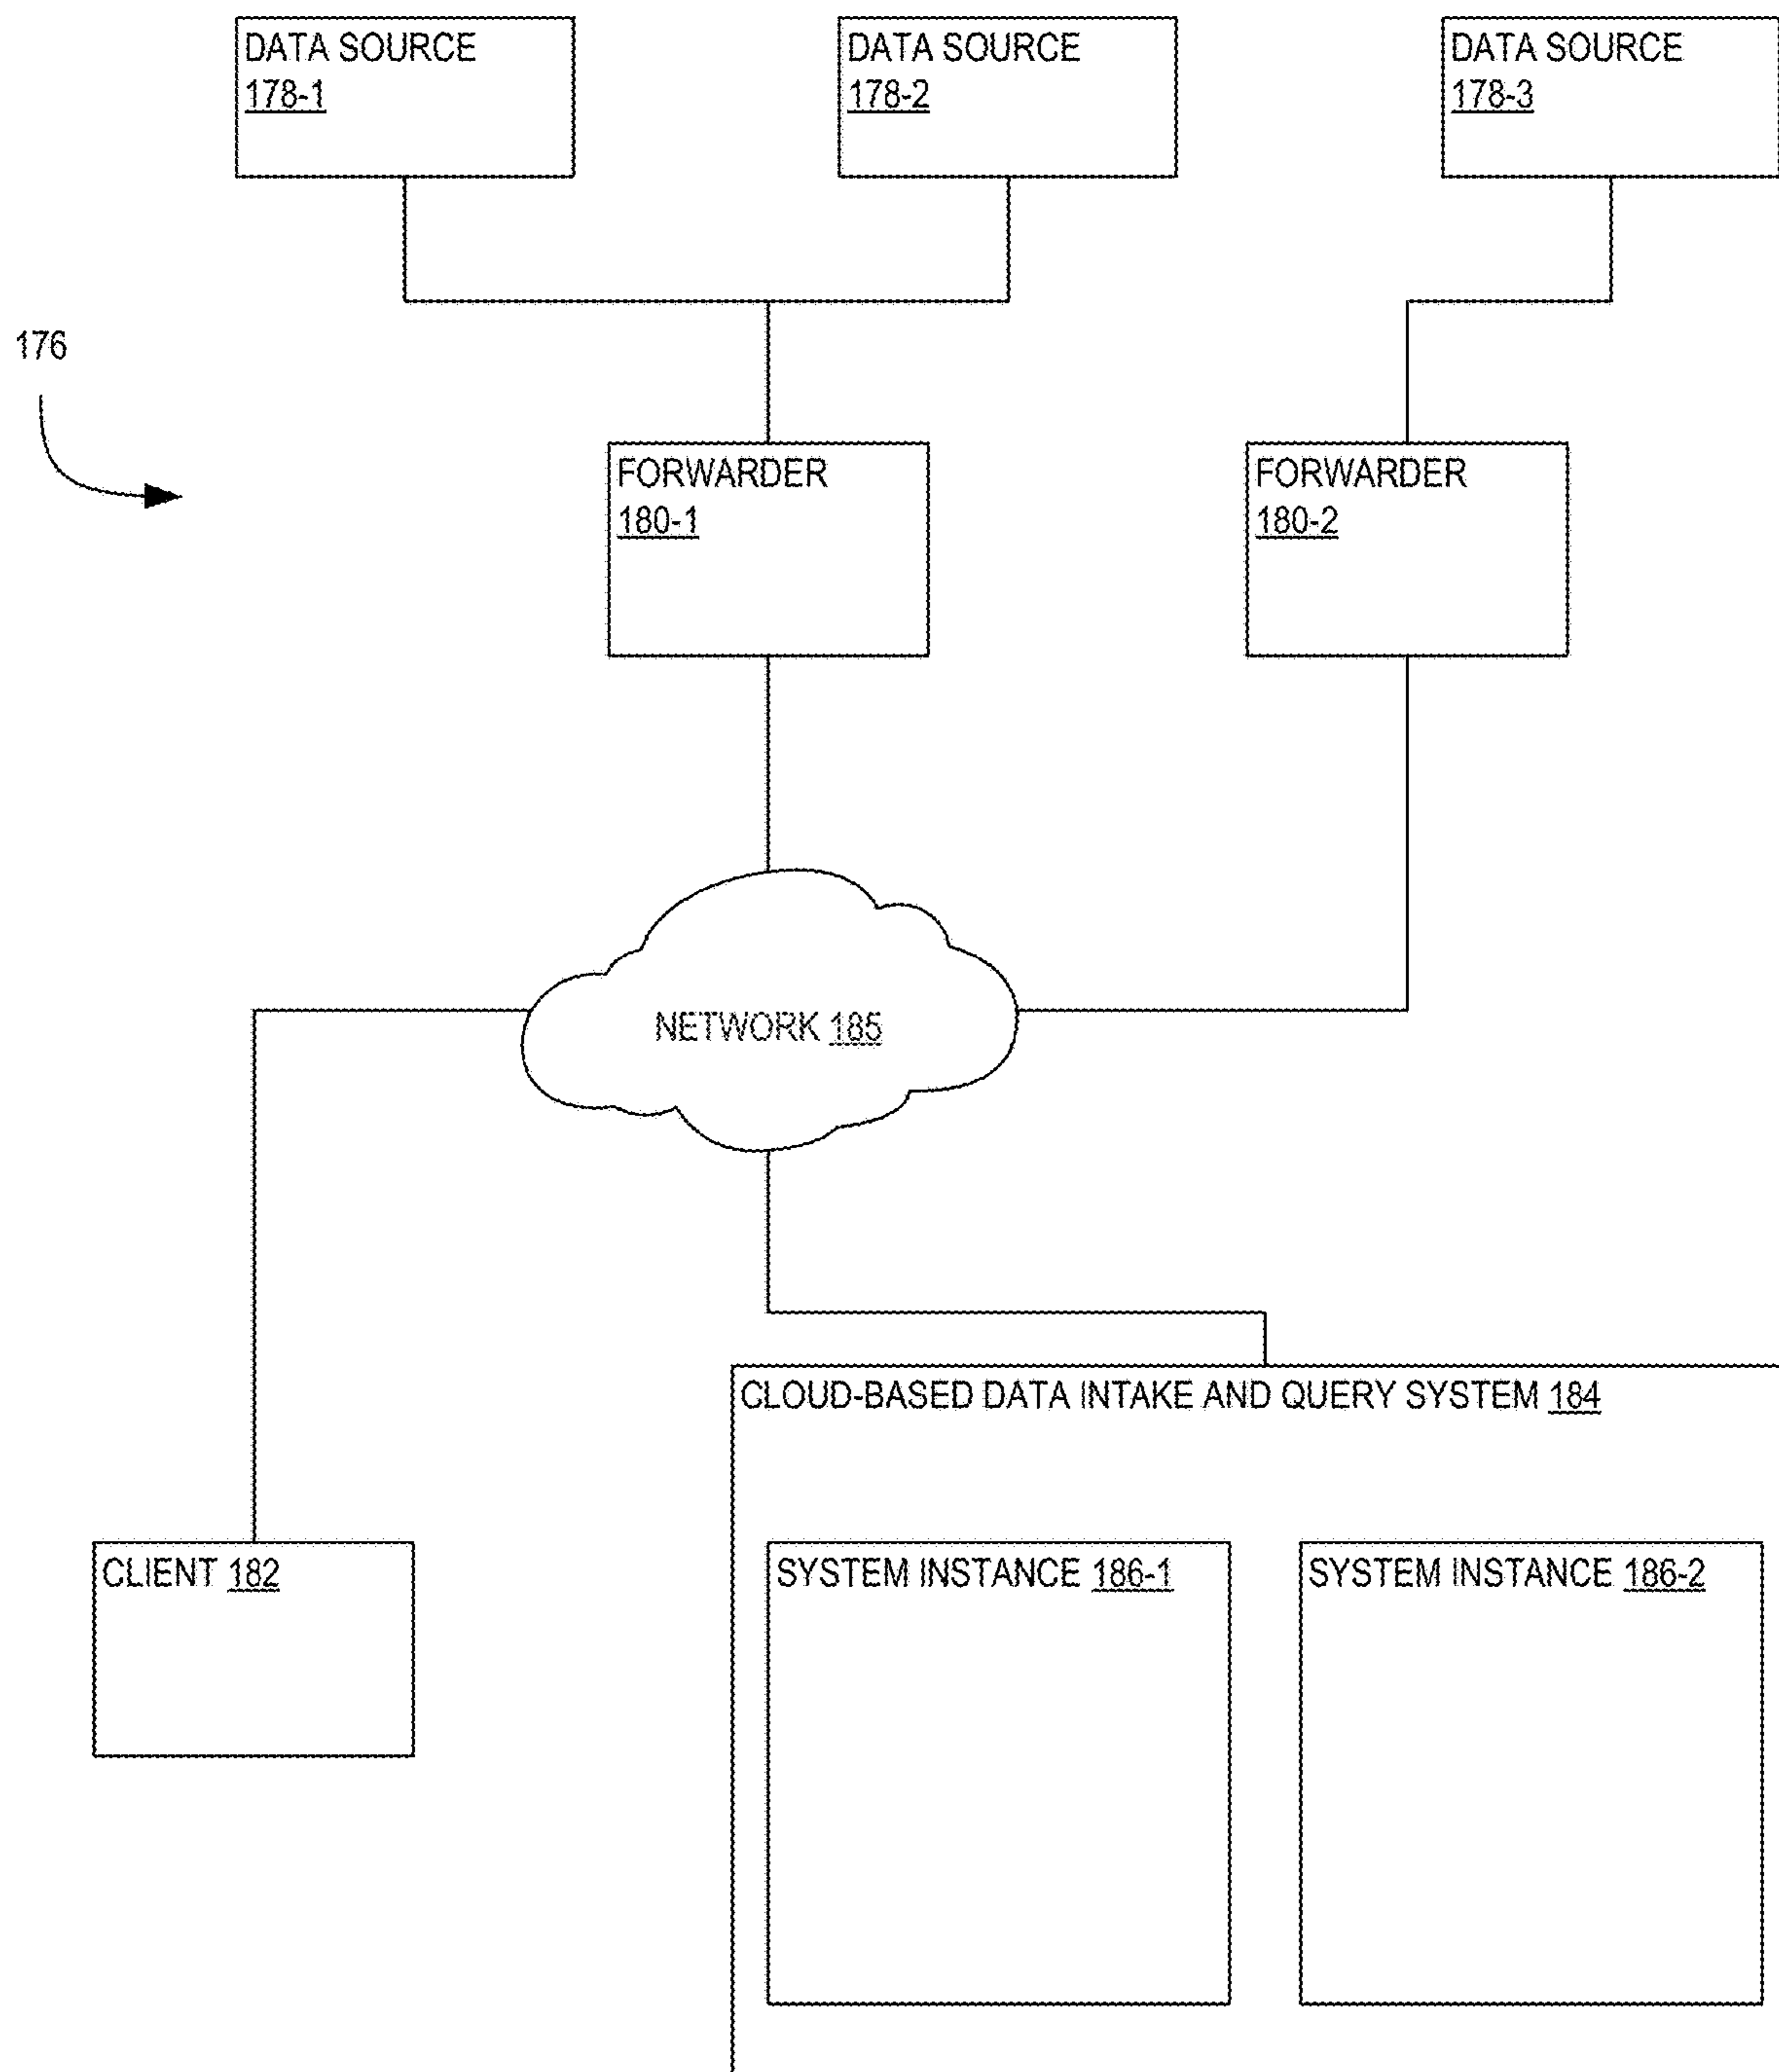 DATA SOURCE
178-1
DATA SOURCE
178-2
DATA SOURCE
178-3
176
FORWARDER
180-1
FORWARDER
180-2
NETWORK 185
CLOUD-BASED DATA INTAKE AND QUERY SYSTEM 184
CLIENT 182
SYSTEM INSTANCE 186-1
SYSTEM INSTANCE 186-2